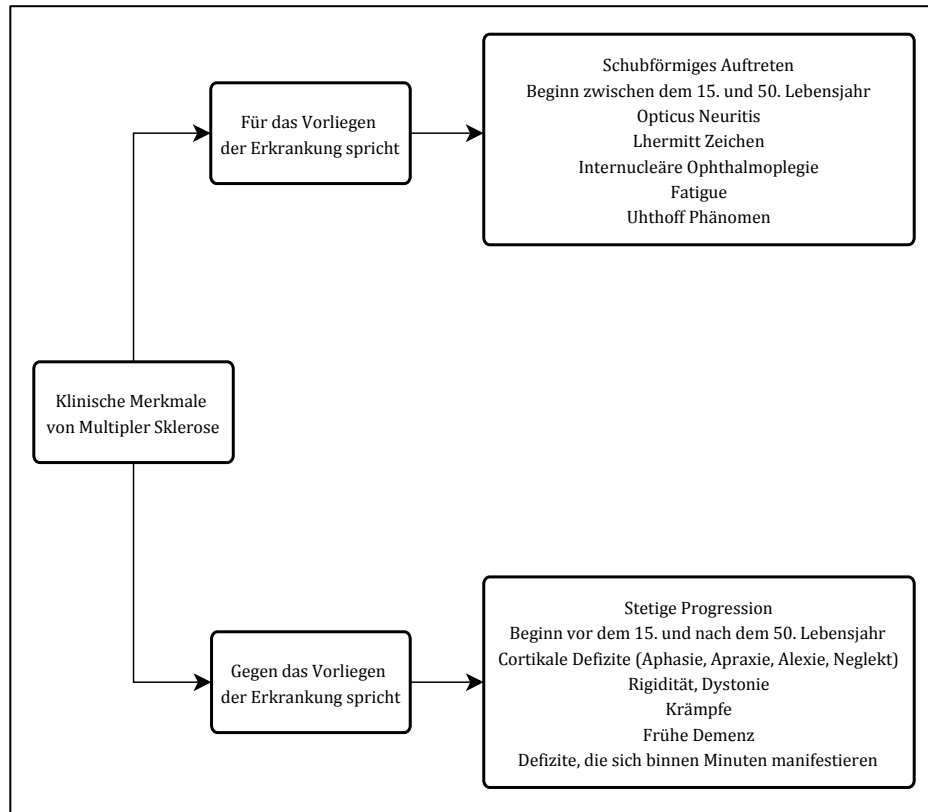 Klinische Merkmale
von Multipler Sklerose
Für das Vorliegen
der Erkrankung spricht
Schubförmiges Auftreten
Beginn zwischen dem 15. und 50. Lebensjahr
Opticus Neuritis
Lhermitt Zeichen
Internucleäre Ophthalmoplegie
Fatigue
Uhthoff Phänomen
Gegen das Vorliegen
der Erkrankung spricht
Stetige Progression
Beginn vor dem 15. und nach dem 50. Lebensjahr
Cortikale Defizite (Aphasie, Apraxie, Alexie, Neglekt)
Rigidität, Dystonie
Krämpfe
Frühe Demenz
Defizite, die sich binnen Minuten manifestieren